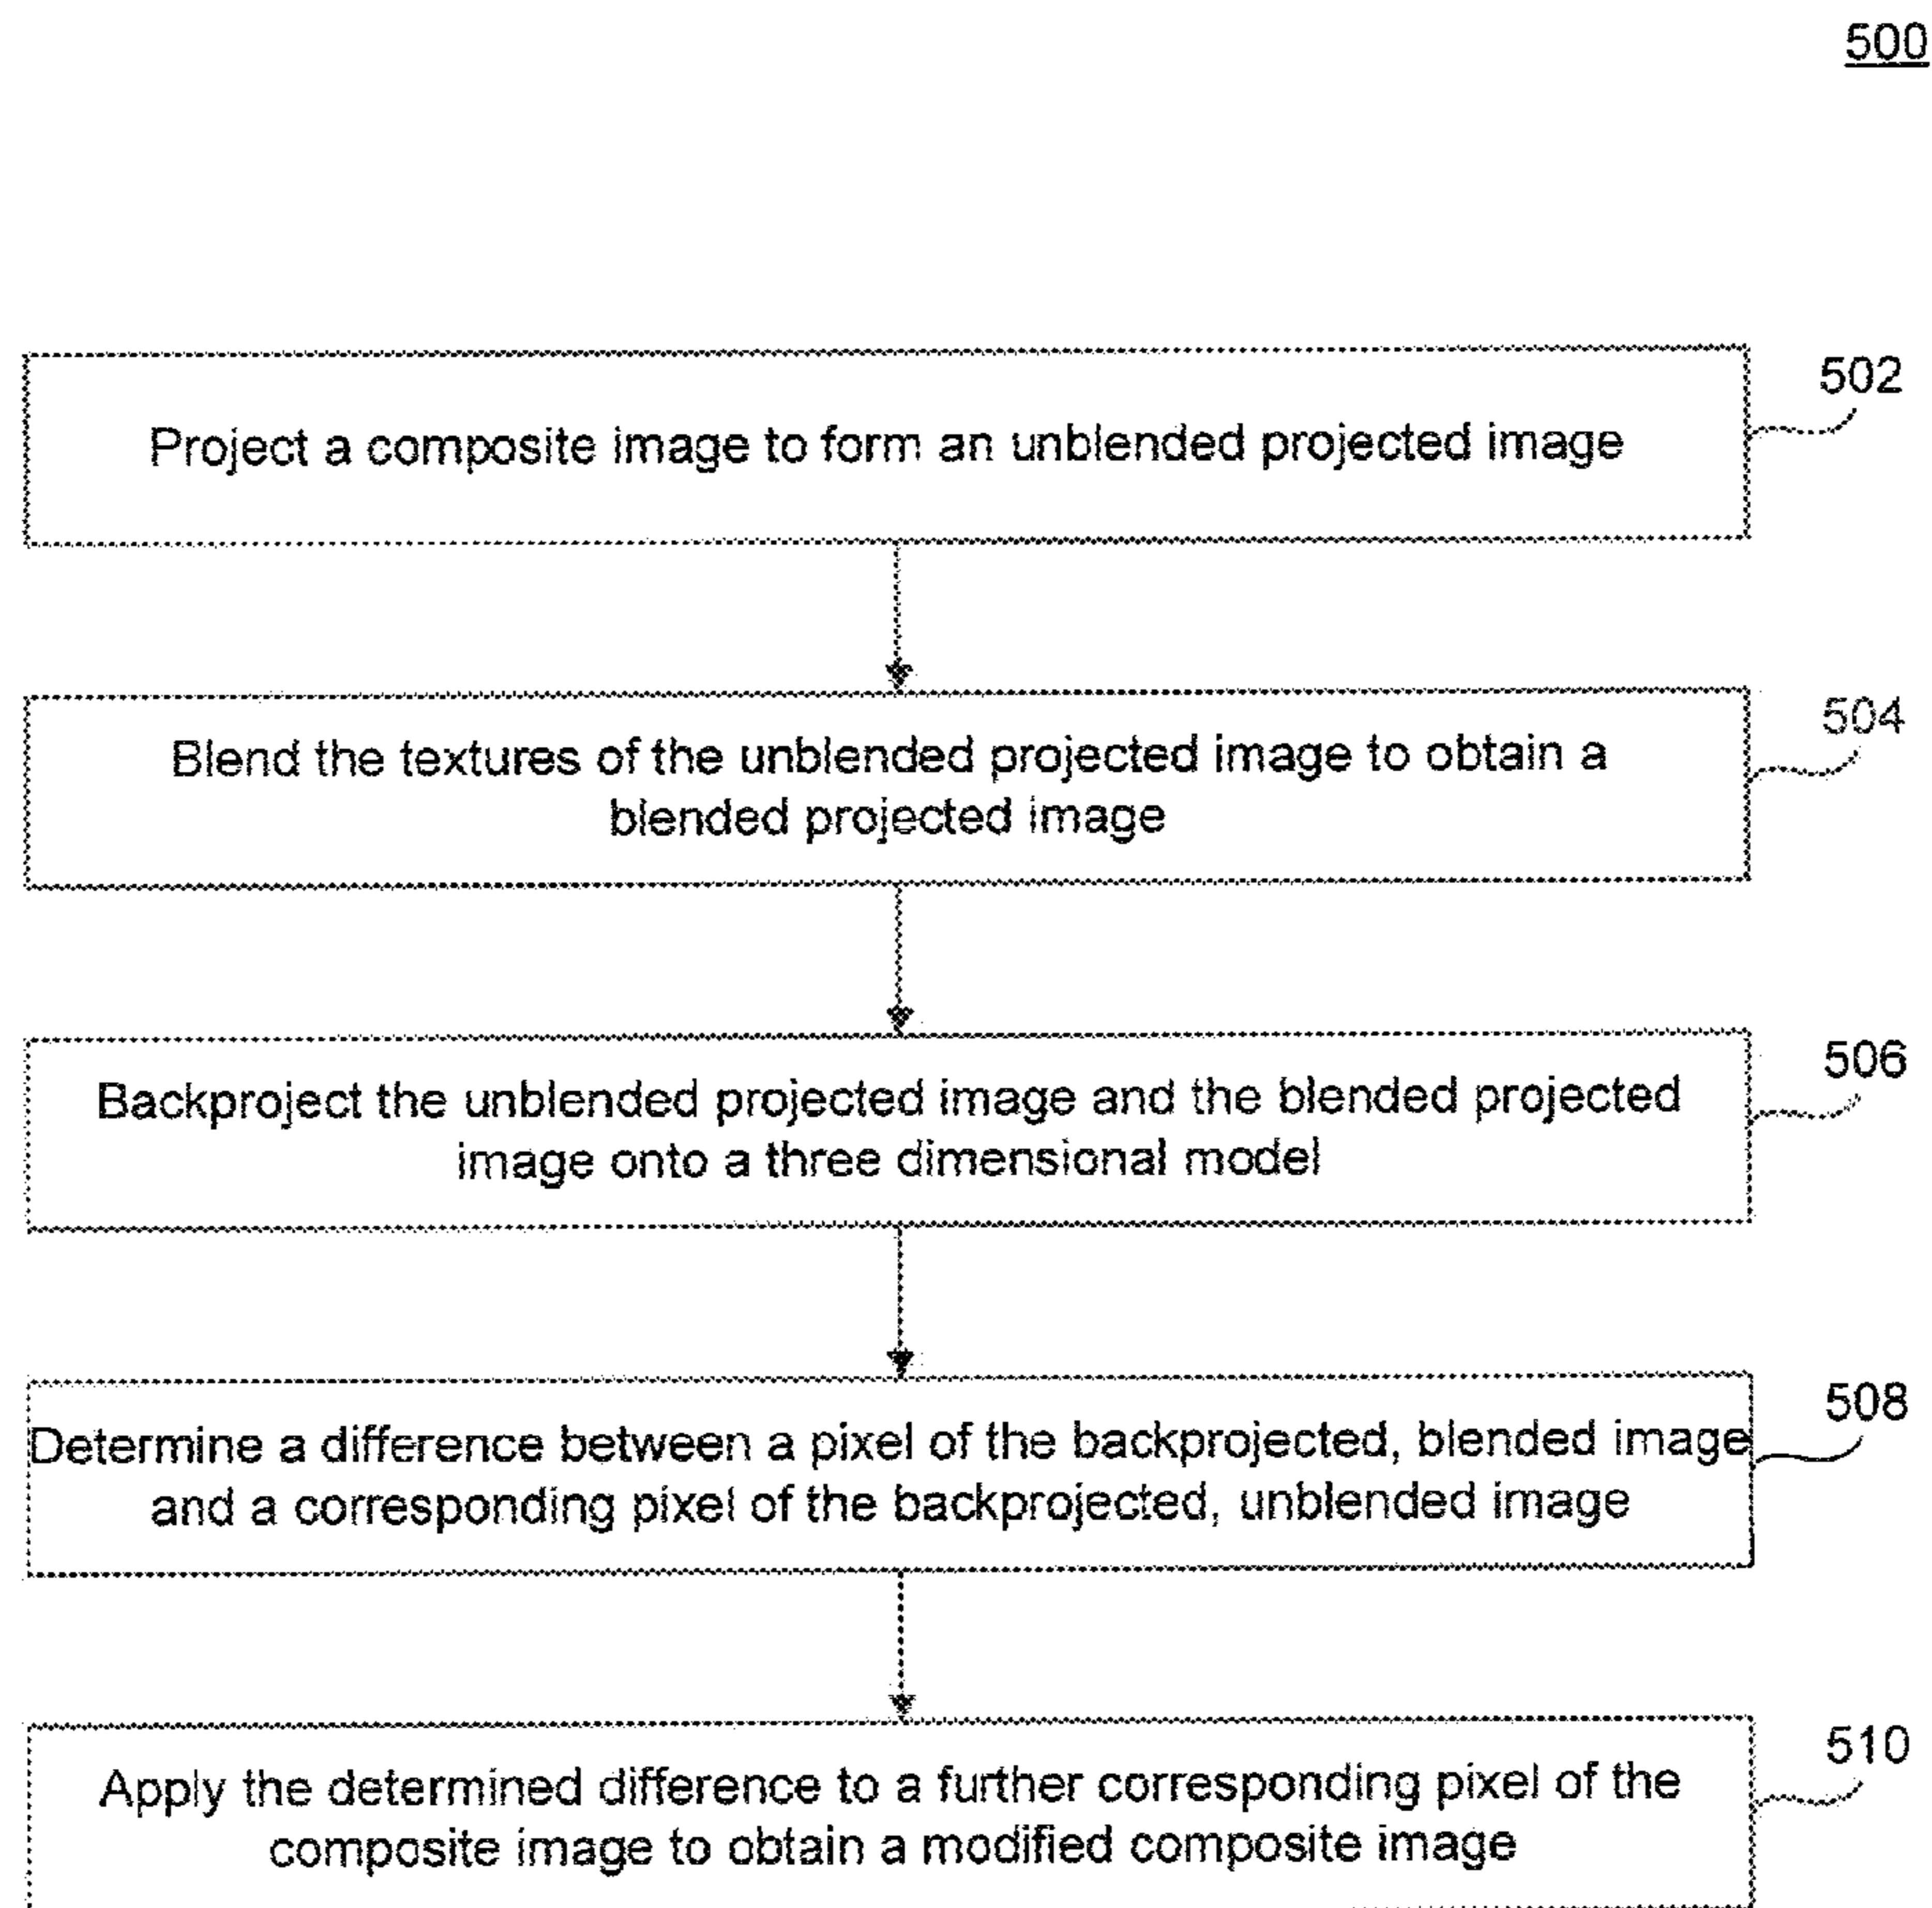 500
502
Project a composite image to form an unblended projected image
504
Blend the textures of the unblended projected image to obtain a
blended projected image
506
Backproject the unblended projected image and the blended projected
image onto a three dimensional model
508
Determine a difference between a pixel of the backprojected, blended image
and a corresponding pixel of the backprojected, unblended image
510
Apply the determined difference to a further corresponding pixel of the
composite image to obtain a modified composite image